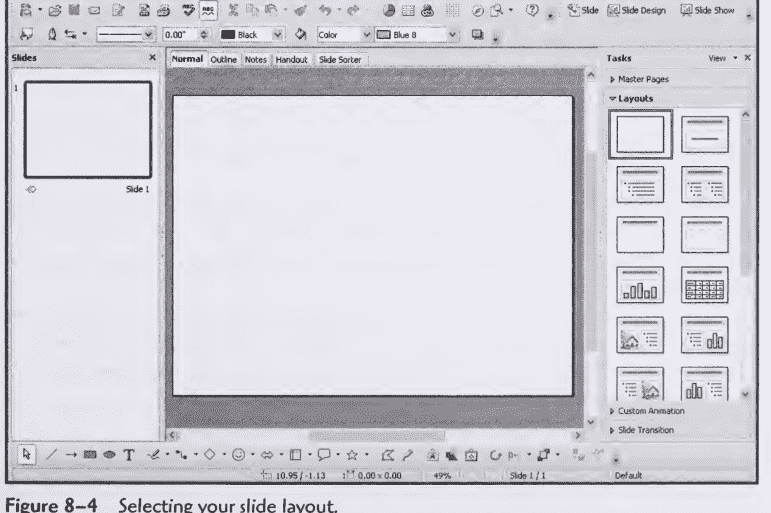 Slide Slide Design Slide Show
0.00" Black Color Blue 8
Slides
Normal Outline Notes Handout Slide Sorter
Tasks View
Master Pages
Layouts
1
Slide 1
Custom Animation
Slide Transition
T
10.95 / -1.13 0.00 x 0.00 49% Slide 1 / 1 Default
Figure 8–4 Selecting your slide layout.